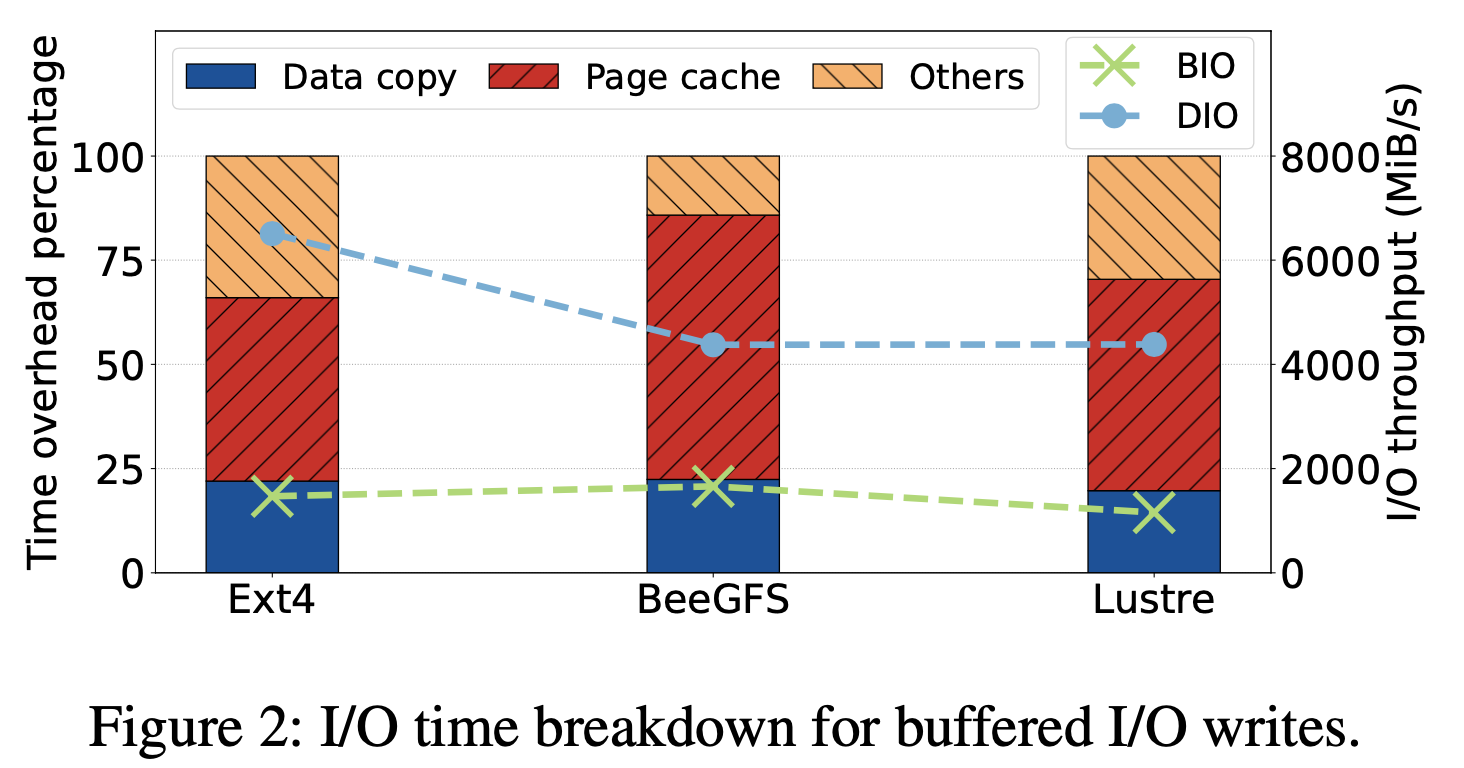 Data copy
Page cache
Others
BIO
DIO
Time overhead percentage
100
75
50
25
0
8000
6000
4000
2000
0
I/O throughput (MiB/s)
Ext4
BeeGFS
Lustre
Figure 2: I/O time breakdown for buffered I/O writes.